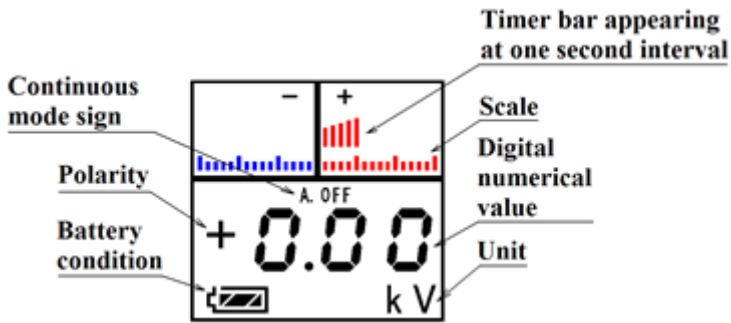 Timer bar appearing
at one second interval
Continuous
mode sign
Scale
Polarity
Digital
numerical
value
Battery
condition
Unit
− +
A. OFF
+ 0.00
k V